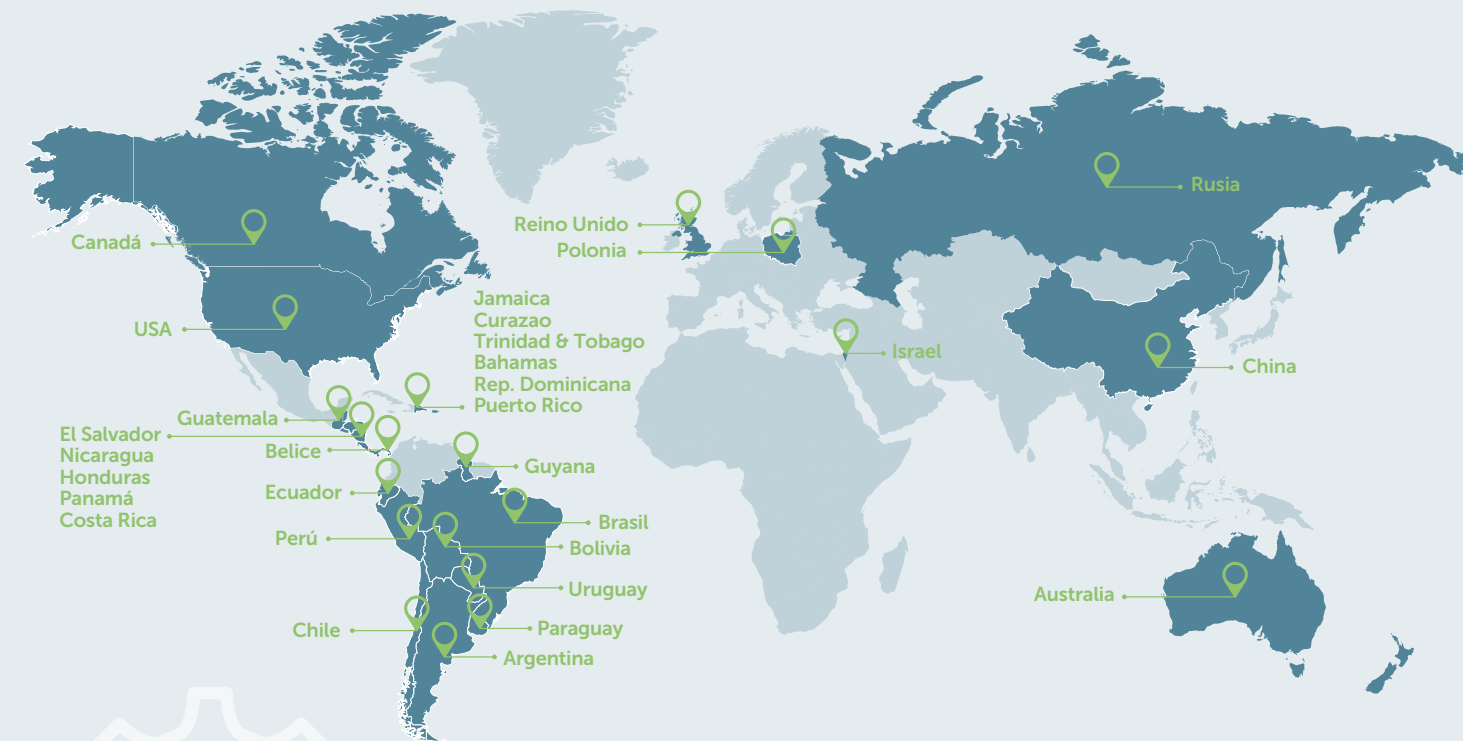 Rusia
Reino Unido
Canadá
Polonia
Jamaica
Curazao
USA
Trinidad & Tobago
Israel
Bahamas
China
Rep. Dominicana
Puerto Rico
Guatemala
El Salvador
Nicaragua
Honduras
Panamá
Costa Rica
Belice
Guyana
Ecuador
Brasil
Perú
Bolivia
Uruguay
Australia
Chile
Paraguay
Argentina